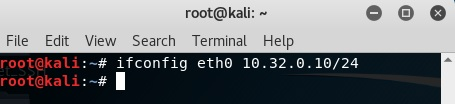 root@kali: ~
File Edit View Search Terminal Help
root@kali:~# ifconfig eth0 10.32.0.10/24
root@kali:~#